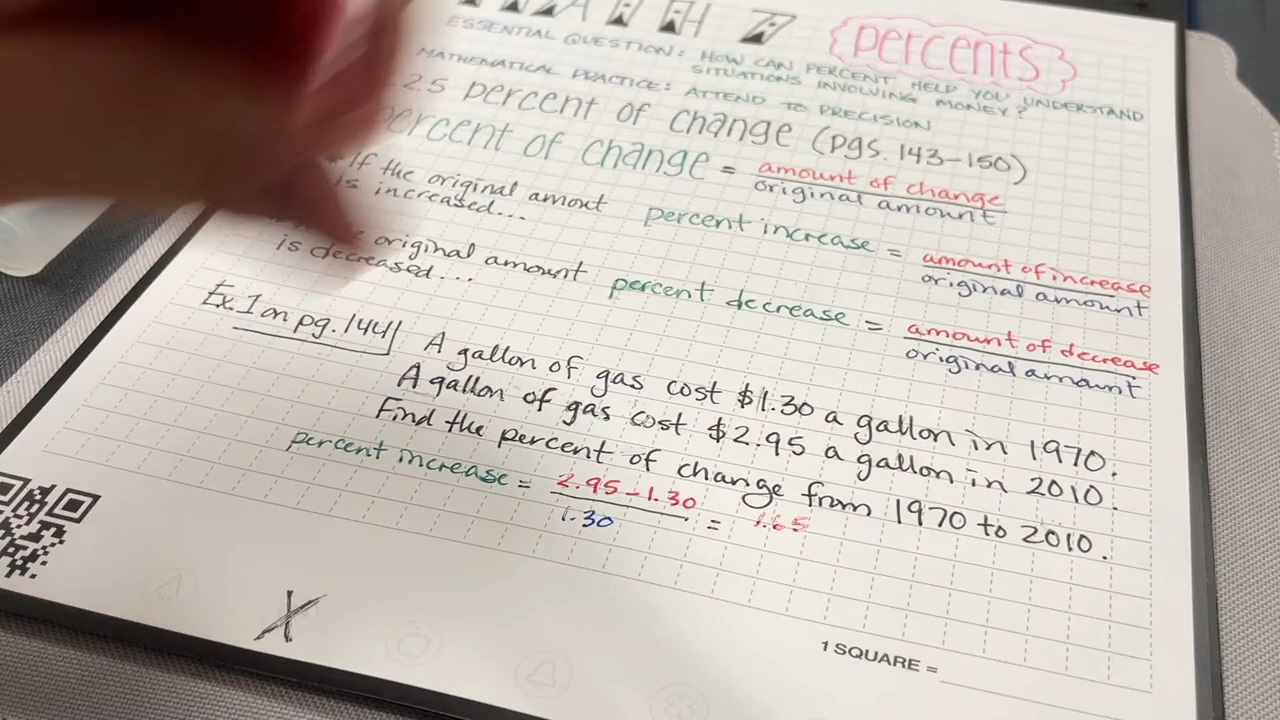 MATH 7
percents
ESSENTIAL QUESTION: HOW CAN PERCENT HELP YOU UNDERSTAND
SITUATIONS INVOLVING MONEY?
MATHEMATICAL PRACTICE: ATTEND TO PRECISION
2.5 percent of change (pgs. 143-150)
percent of change = amount of change
original amount
If the original amout
is increased... percent increase = amount of increase
original amount
original amount
is decreased... percent decrease = amount of decrease
original amount
Ex. 1 on pg. 144 A gallon of gas cost $1.30 a gallon in 1970.
A gallon of gas cost $2.95 a gallon in 2010.
Find the percent of change from 1970 to 2010.
percent increase = 2.95-1.30 = 1.65
1.30
X
1 SQUARE =